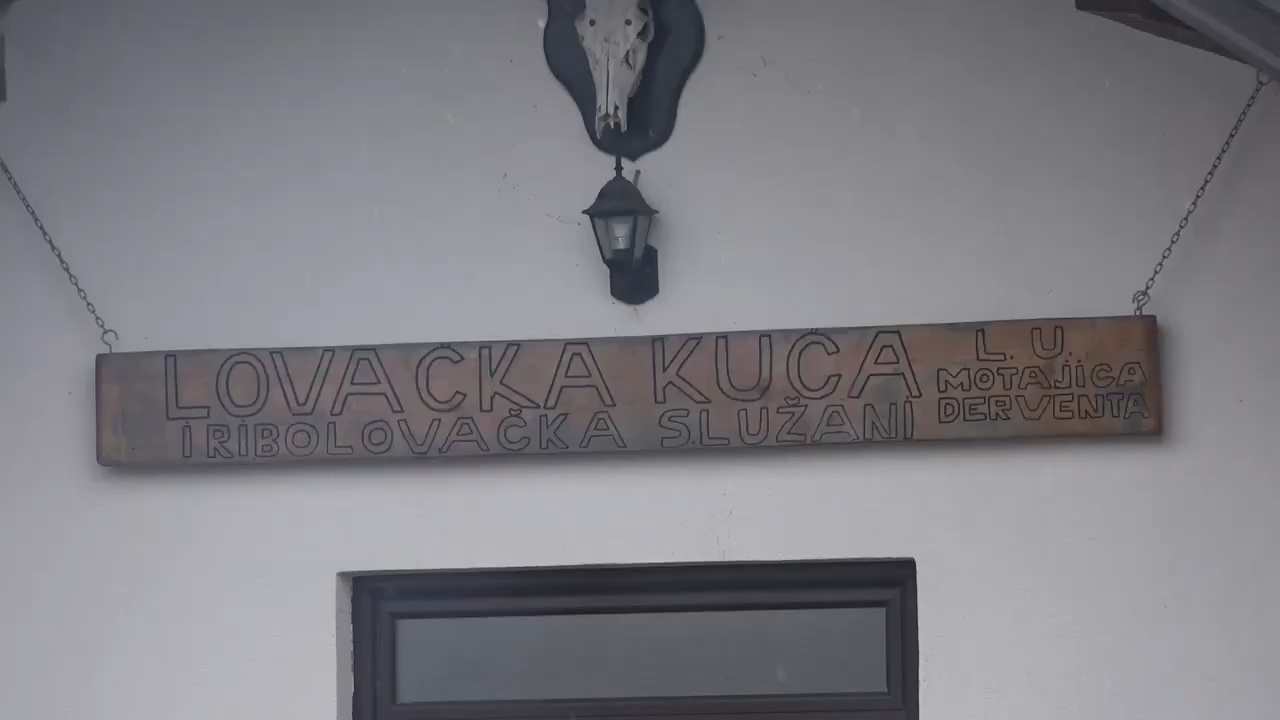 LOVAČKA KUĆA
I RIBOLOVAČKA SLUŽANI
L. U.
MOTAJICA
DERVENTA